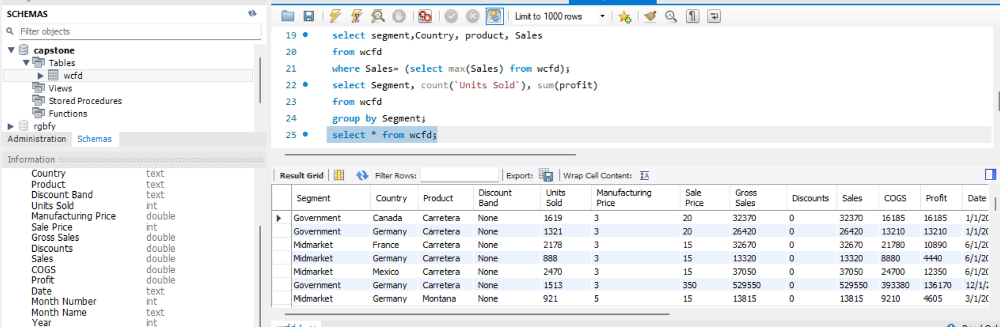 SCHEMAS
Filter objects
capstone
Tables
wcfd
Views
Stored Procedures
Functions
rgbfy
Administration Schemas
Information
Country text
Product text
Discount Band text
Units Sold int
Manufacturing Price double
Sale Price int
Gross Sales double
Discounts double
Sales double
COGS double
Profit double
Date text
Month Number int
Month Name text
Year int
Limit to 1000 rows
19 select segment,Country, product, Sales
20 from wcfd
21 where Sales= (select max(Sales) from wcfd);
22 select Segment, count(`Units Sold`), sum(profit)
23 from wcfd
24 group by Segment;
25 select * from wcfd;
Result Grid Filter Rows: Export: Wrap Cell Content:
Segment Country Product Discount Band Units Sold Manufacturing Price Sale Price Gross Sales Discounts Sales COGS Profit Date
Government Canada Carretera None 1619 3 20 32370 0 32370 16185 16185 1/1/20
Government Germany Carretera None 1321 3 20 26420 0 26420 13210 13210 1/1/20
Midmarket France Carretera None 2178 3 15 32670 0 32670 21780 10890 6/1/20
Midmarket Germany Carretera None 888 3 15 13320 0 13320 8880 4440 6/1/20
Midmarket Mexico Carretera None 2470 3 15 37050 0 37050 24700 12350 6/1/20
Government Germany Carretera None 1513 3 350 529550 0 529550 393380 136170 12/1/2
Midmarket Germany Montana None 921 5 15 13815 0 13815 9210 4605 3/1/20